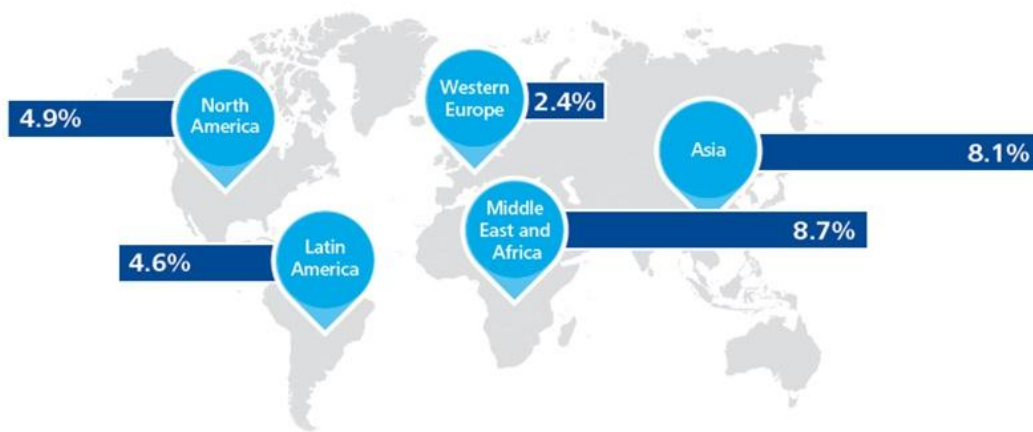 4.9%
North
America
Western
Europe
2.4%
Asia
8.1%
Middle
East and
Africa
8.7%
4.6%
Latin
America